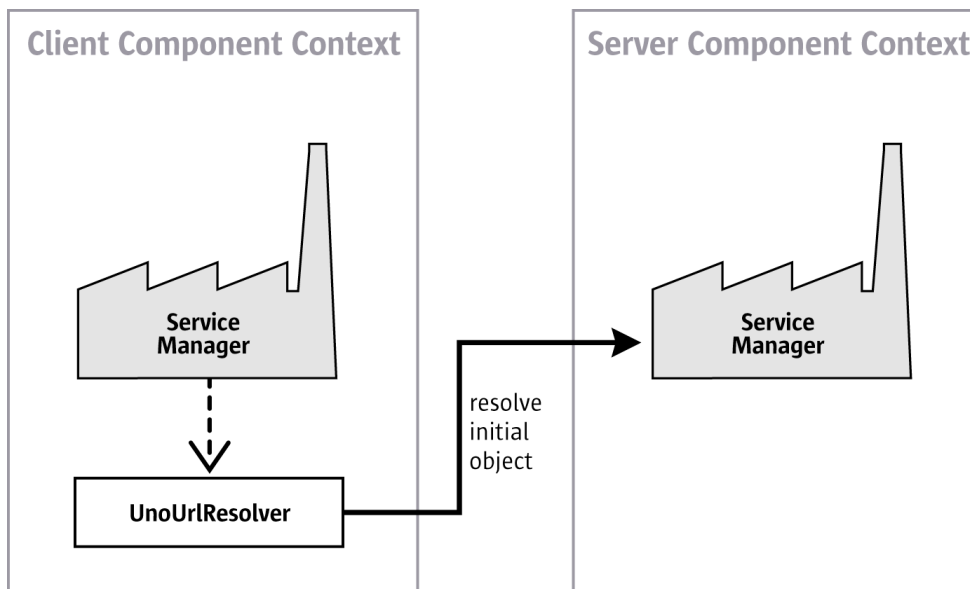 Client Component Context
Server Component Context
Service
Manager
Service
Manager
resolve
initial
object
UnoUrlResolver